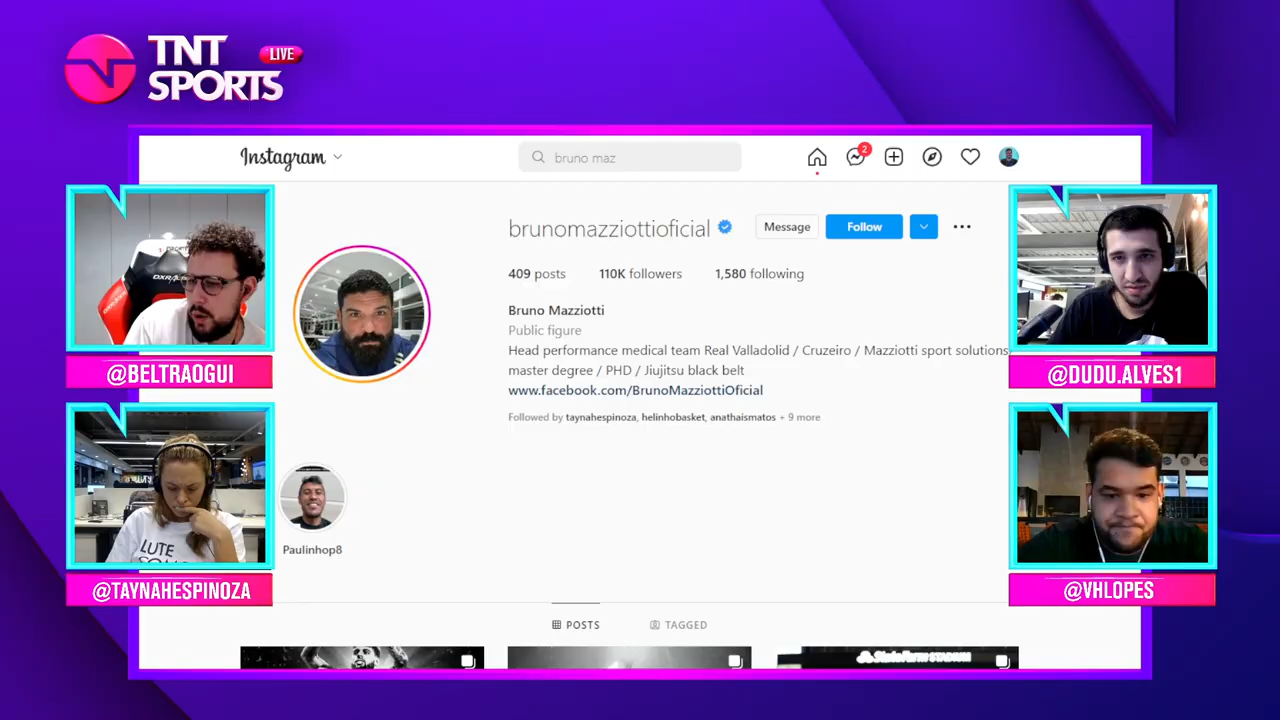 TNT
SPORTS
LIVE
Instagram
bruno maz
2
brunomazziottioficial
Message
Follow
409 posts
110K followers
1,580 following
Bruno Mazziotti
Public figure
Head performance medical team Real Valladolid / Cruzeiro / Mazziotti sport solutions,
master degree / PHD / Jiujitsu black belt
www.facebook.com/BrunoMazziottiOficial
Followed by taynahespinoza, helinhobasket, anathaismatos + 9 more
Paulinhop8
POSTS
TAGGED
@BELTRAOGUI
@DUDU.ALVES1
LUTE
@TAYNAHESPINOZA
@VHLOPES